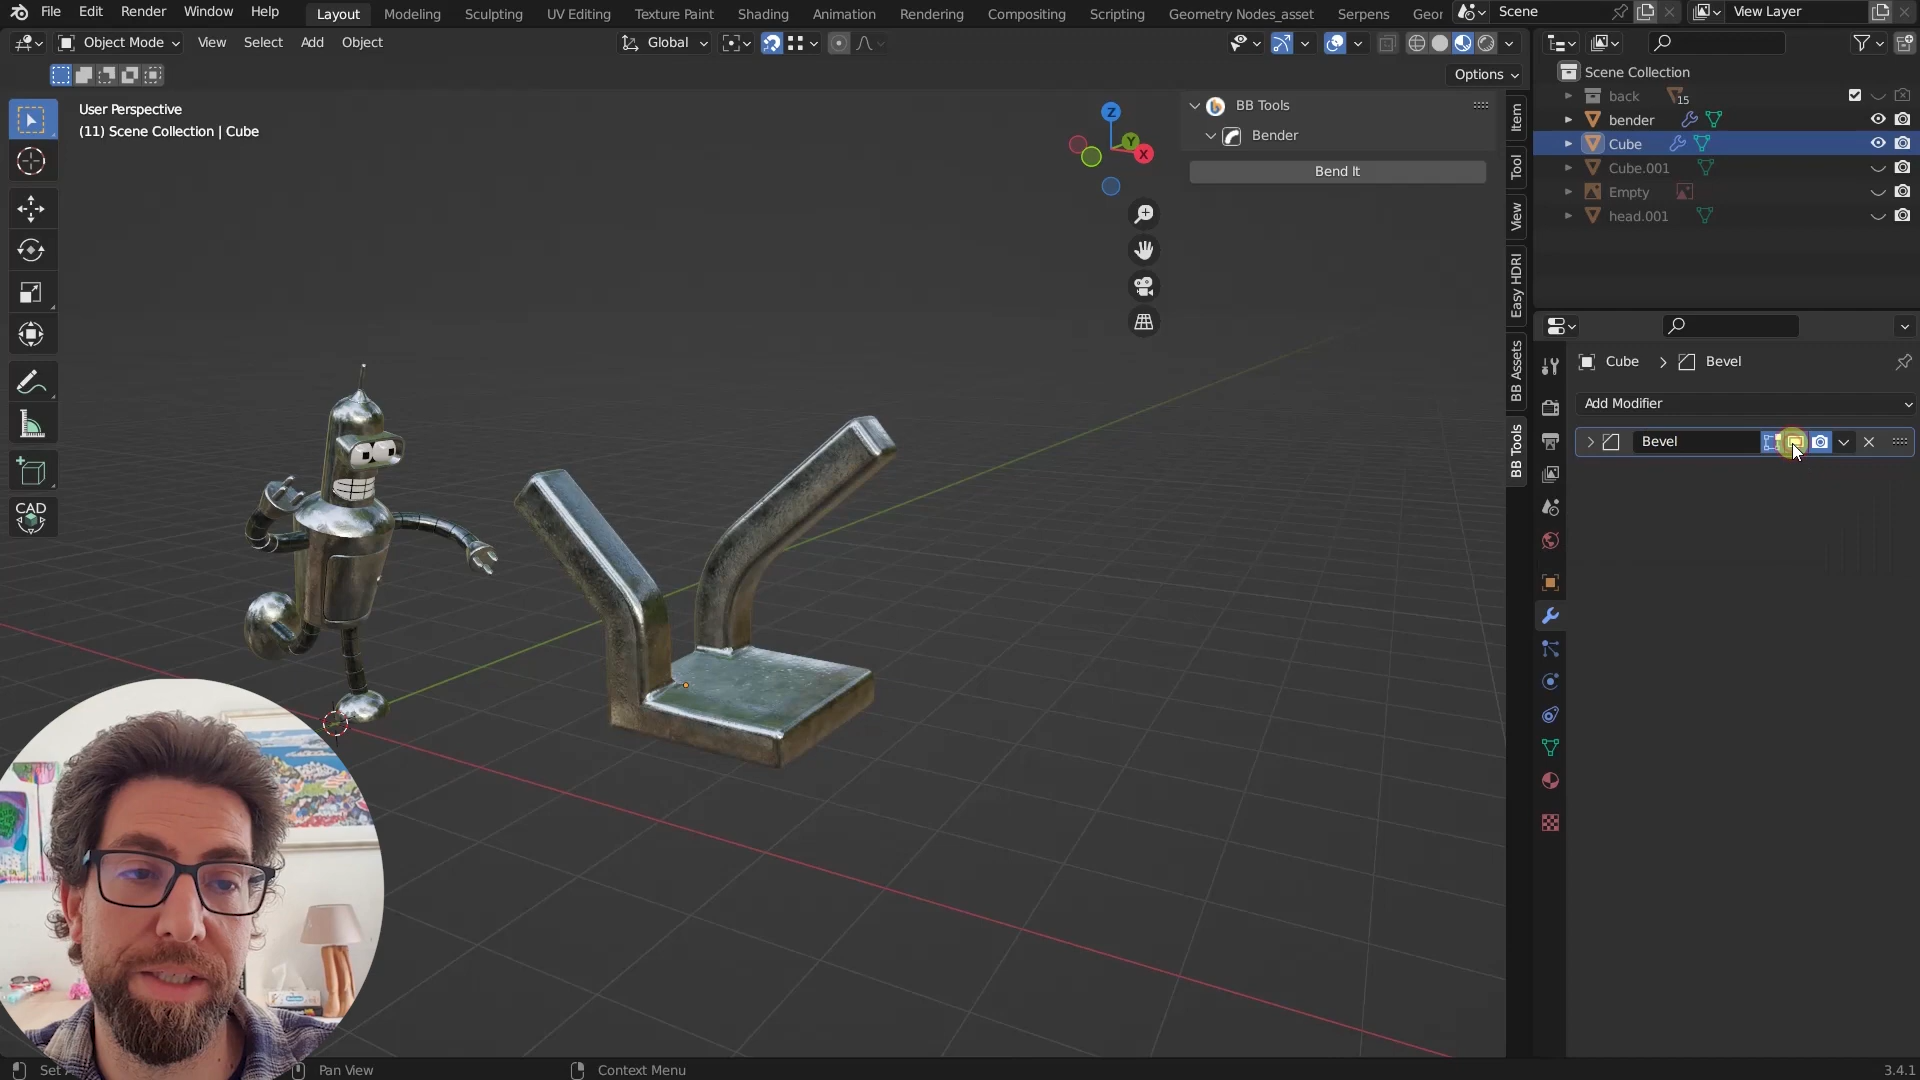 File Edit Render Window Help Layout Modeling Sculpting UV Editing Texture Paint Shading Animation Rendering Compositing Scripting Geometry Nodes_asset Serpens Geor Scene View Layer
Object Mode View Select Add Object Global
Options
User Perspective
(11) Scene Collection | Cube
Z
Y
X
BB Tools
Bender
Bend It
Item
Tool
View
Easy HDRI
BB Assets
BB Tools
CAD
Scene Collection
back 15
bender
Cube
Cube.001
Empty
head.001
Cube > Bevel
Add Modifier
Bevel
Set
Pan View
Context Menu
3.4.1